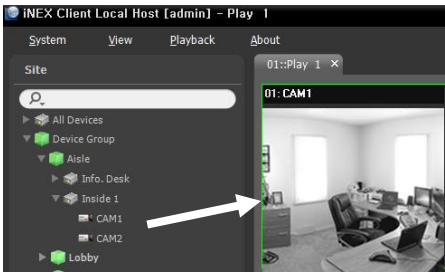 iNEX Client Local Host [admin] - Play 1
System View Playback About
Site
01::Play 1 ×
01: CAM1
All Devices
Device Group
Aisle
Info. Desk
Inside 1
CAM1
CAM2
Lobby